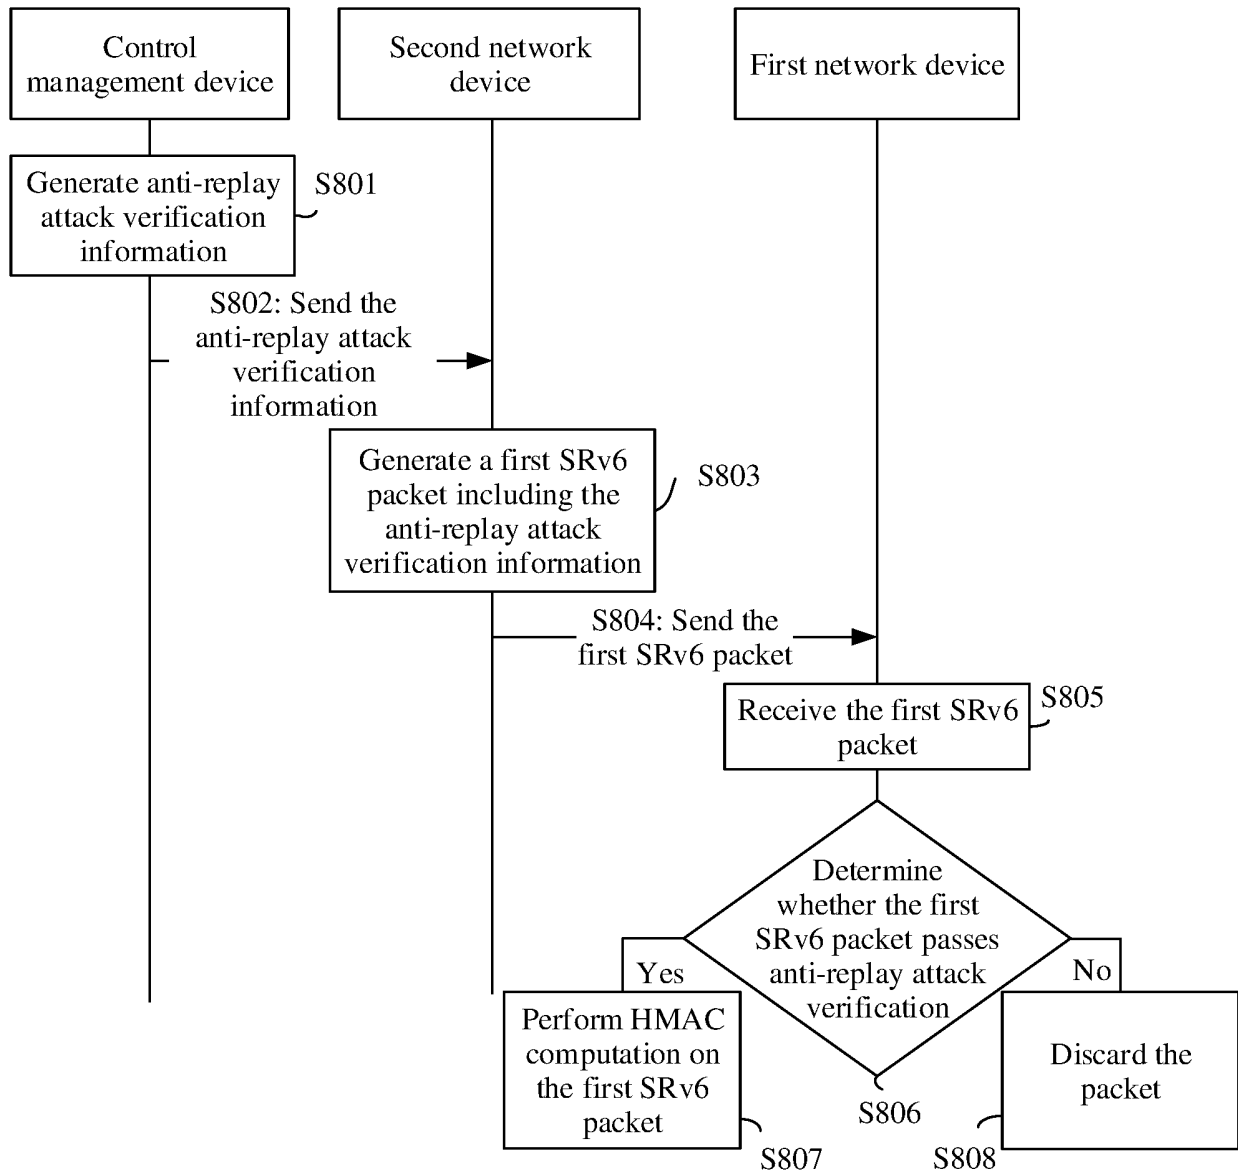 Control
management device
Second network
device
First network device
Generate anti-replay
attack verification
information
S801
S802: Send the
anti-replay attack
verification
information
Generate a first SRv6
packet including the
anti-replay attack
verification information
S803
S804: Send the
first SRv6 packet
Receive the first SRv6
packet
S805
Determine
whether the first
SRv6 packet passes
anti-replay attack
verification
S806
Yes
No
Perform HMAC
computation on
the first SRv6
packet
S807
Discard the
packet
S808